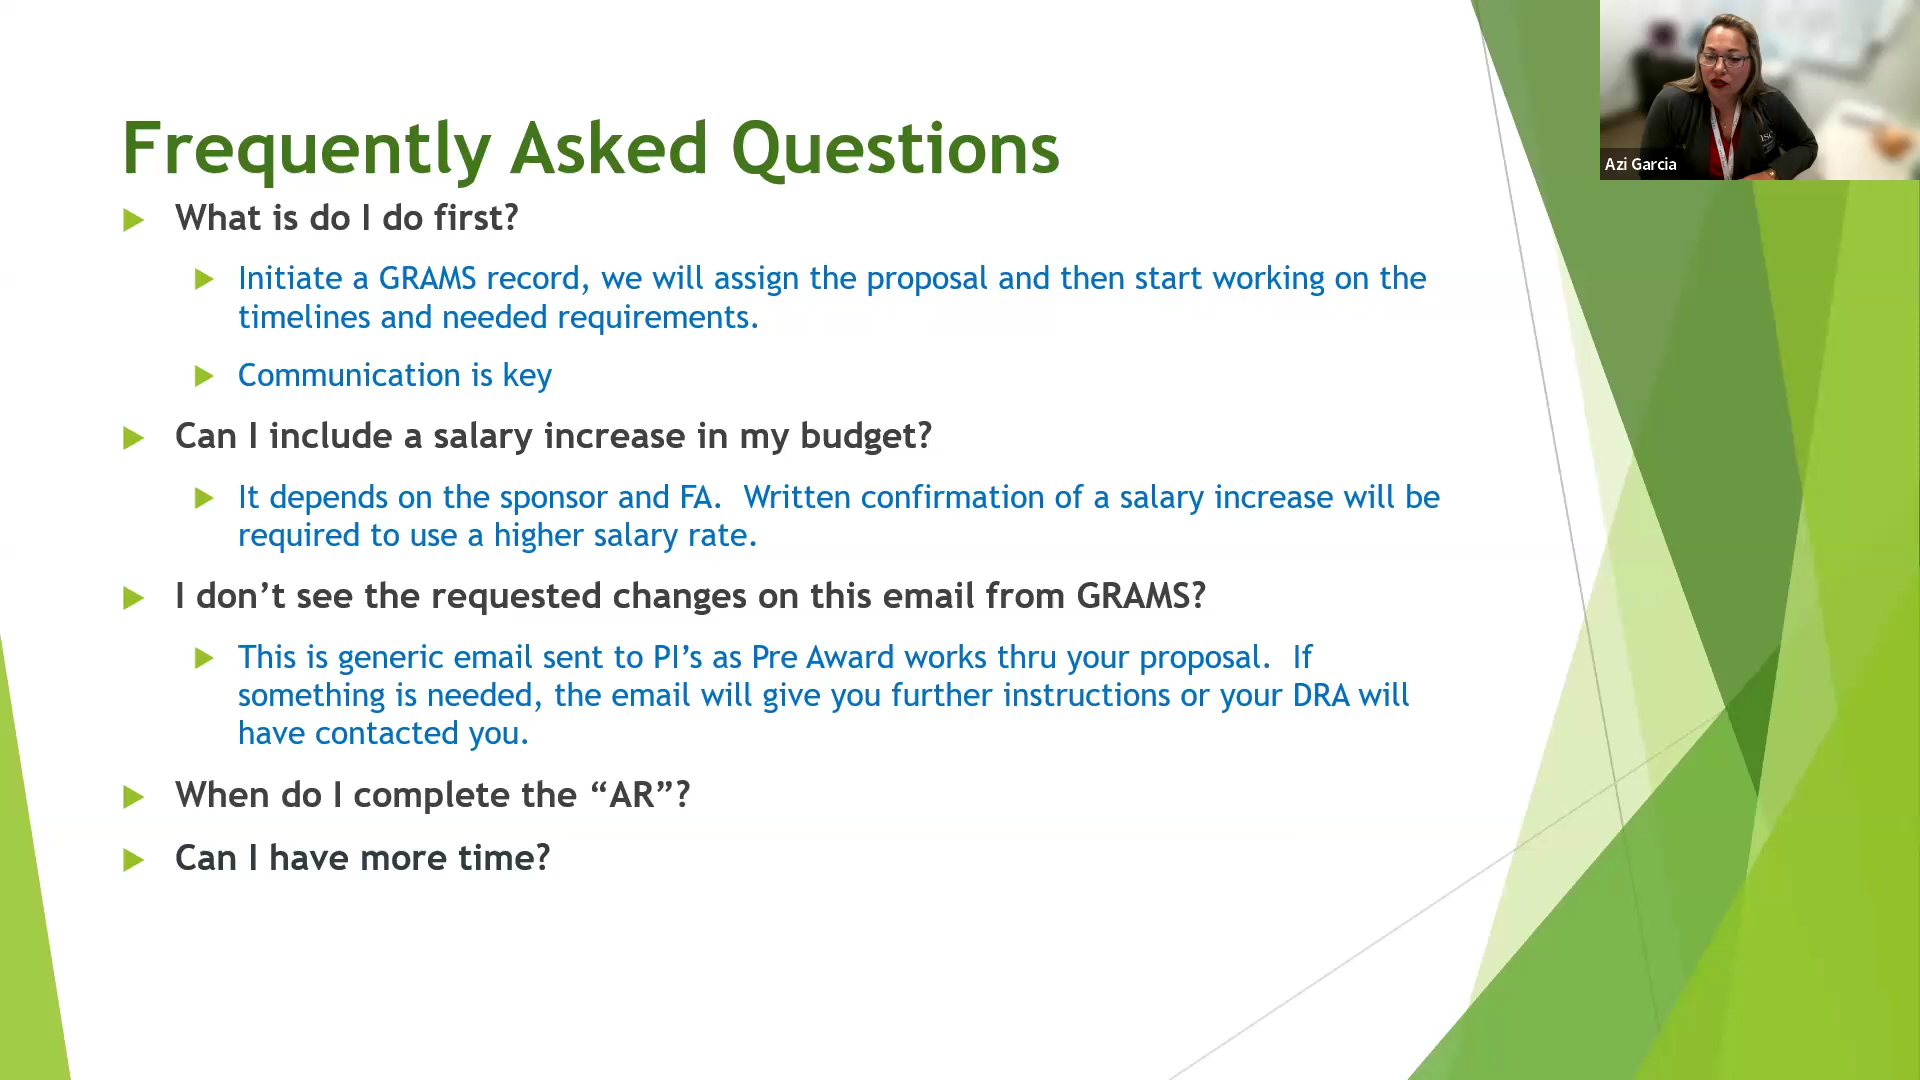 Frequently Asked Questions
What is do I do first?
Initiate a GRAMS record, we will assign the proposal and then start working on the
timelines and needed requirements.
Communication is key
Can I include a salary increase in my budget?
It depends on the sponsor and FA.  Written confirmation of a salary increase will be
required to use a higher salary rate.
I don’t see the requested changes on this email from GRAMS?
This is generic email sent to PI’s as Pre Award works thru your proposal.  If
something is needed, the email will give you further instructions or your DRA will
have contacted you.
When do I complete the “AR”?
Can I have more time?
Azi Garcia